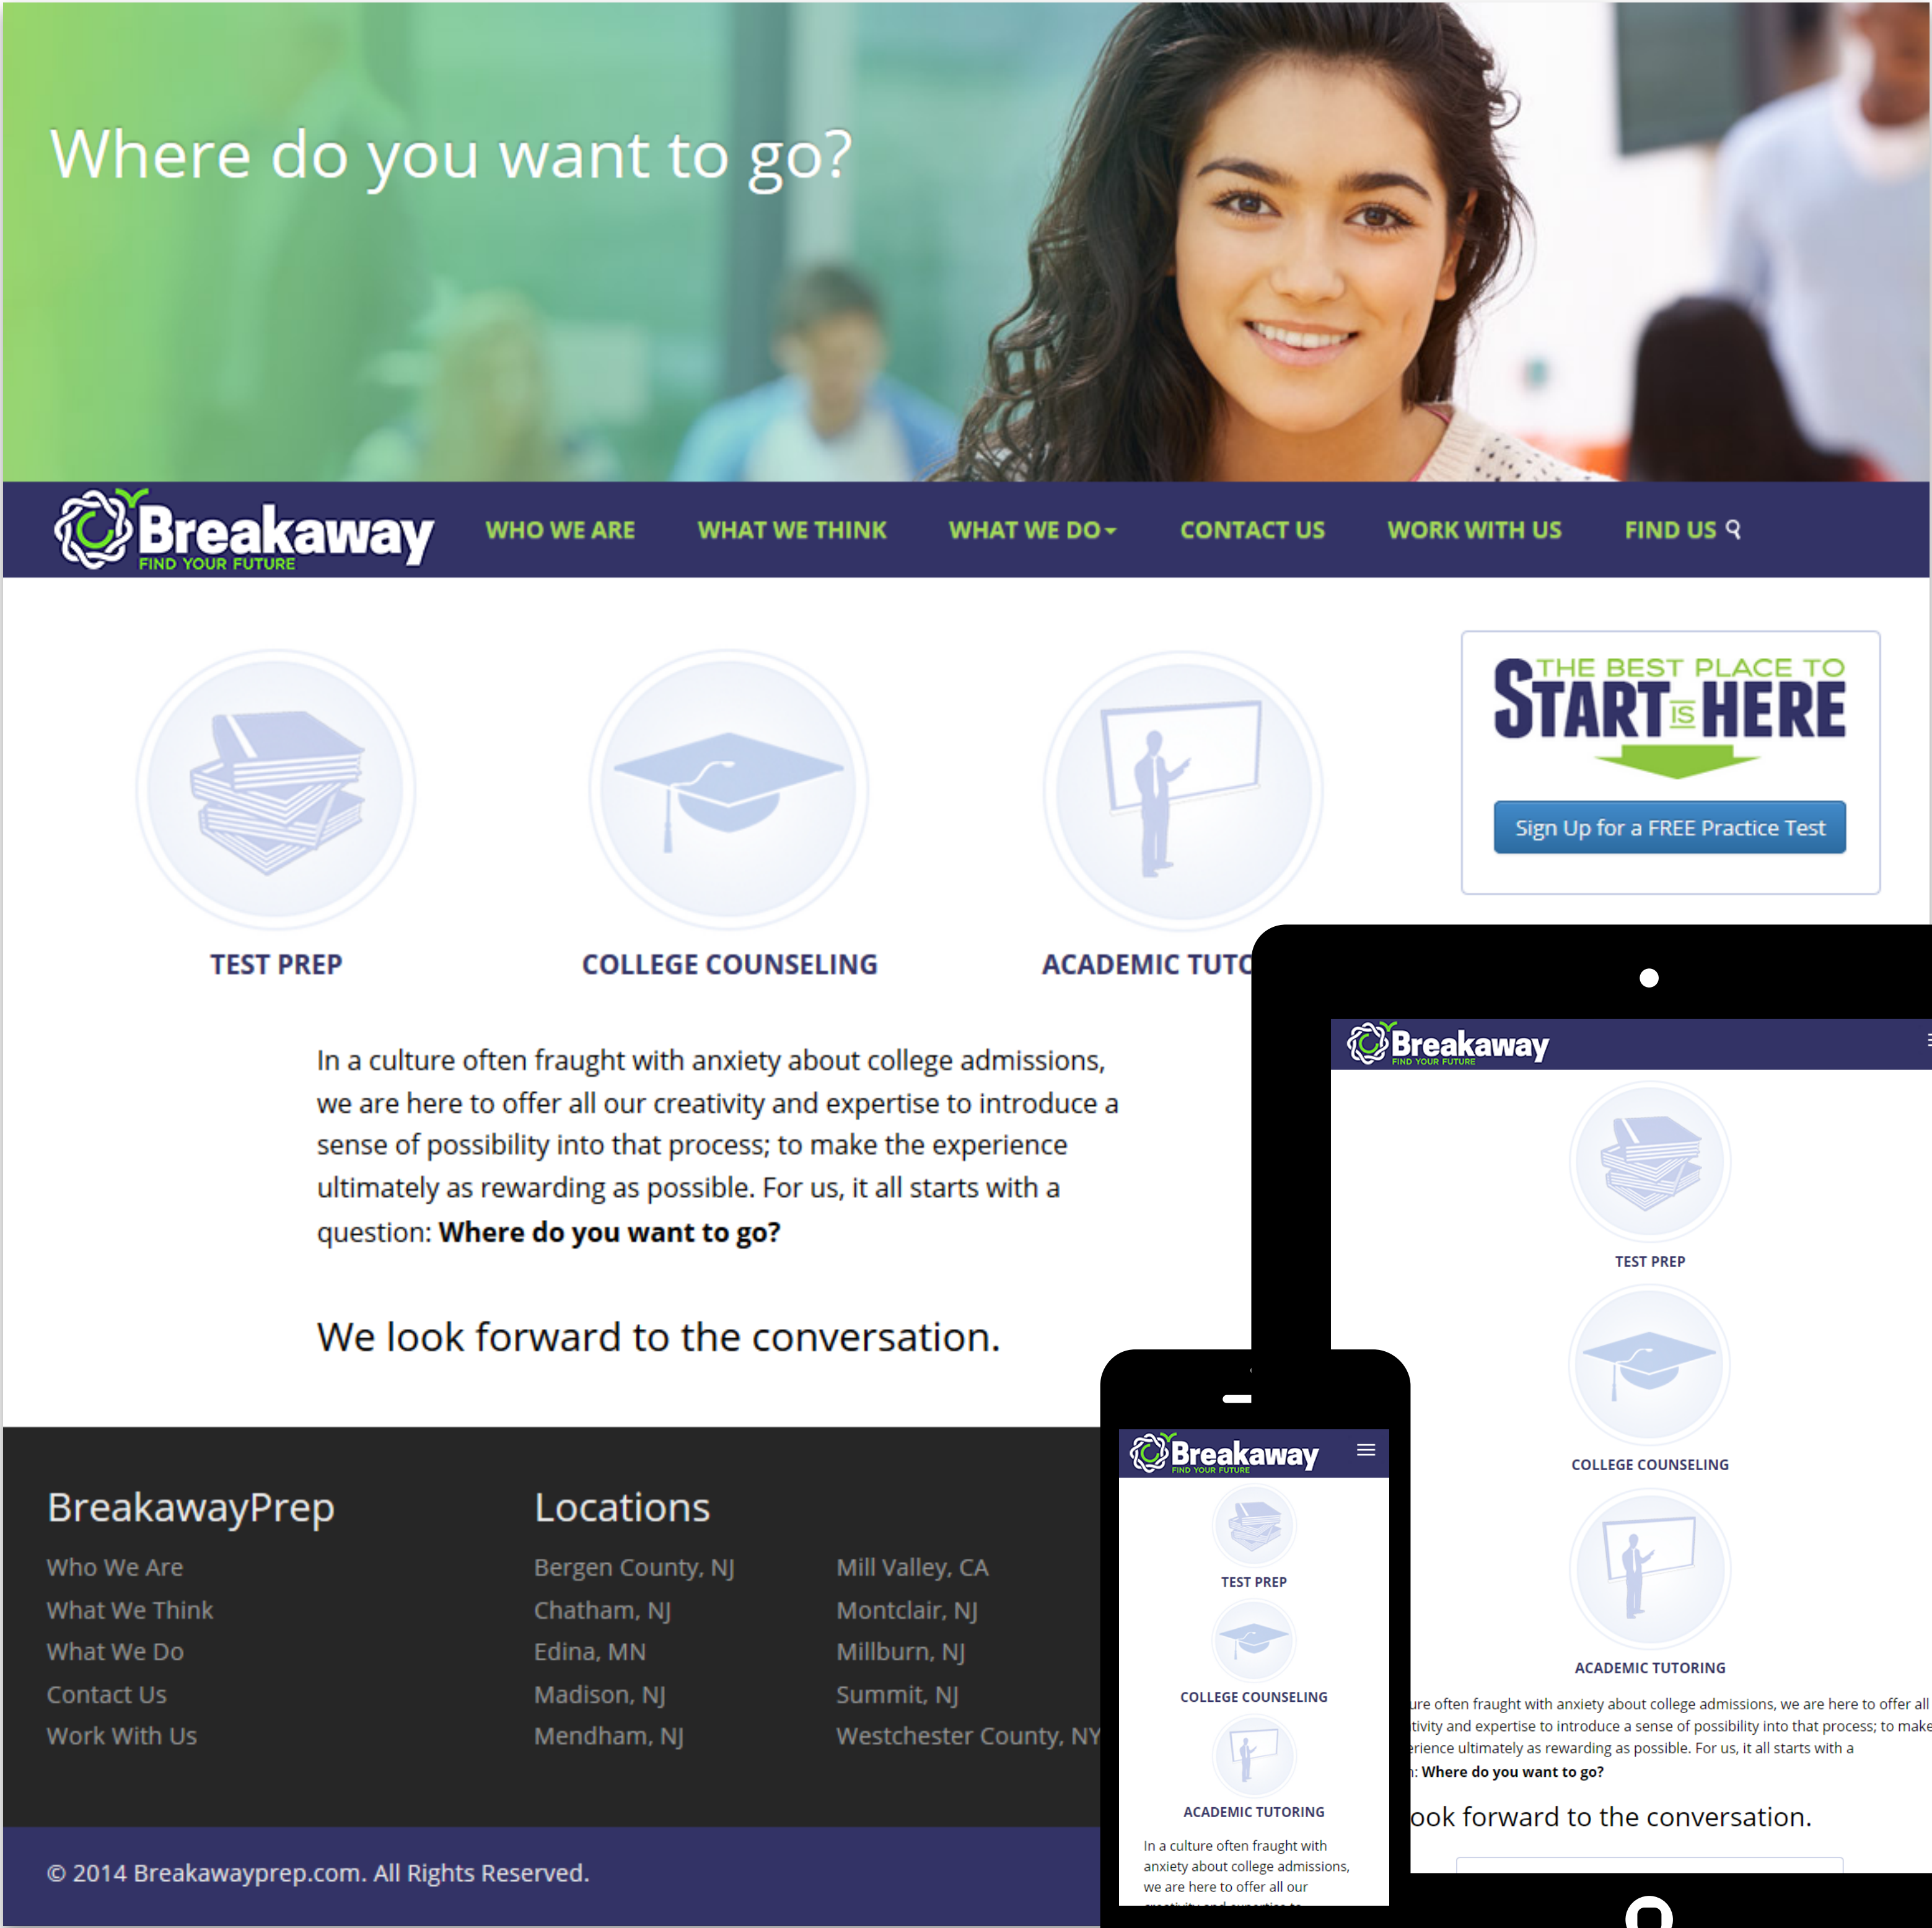 Where do you want to go?
Breakaway
FIND YOUR FUTURE
WHO WE ARE
WHAT WE THINK
WHAT WE DO
CONTACT US
WORK WITH US
FIND US
THE BEST PLACE TO
START IS HERE
Sign Up for a FREE Practice Test
TEST PREP
COLLEGE COUNSELING
ACADEMIC
In a culture often fraught with anxiety about college admissions,
we are here to offer all our creativity and expertise to introduce a
sense of possibility into that process; to make the experience
ultimately as rewarding as possible. For us, it all starts with a
question: Where do you want to go?
We look forward to the conversation.
BreakawayPrep
Who We Are
What We Think
What We Do
Contact Us
Work With Us
Locations
Bergen County, NJ
Chatham, NJ
Edina, MN
Madison, NJ
Mendham, NJ
Mill Valley, CA
Montclair, NJ
Millburn, NJ
Summit, NJ
Westchester County, NY
© 2014 Breakawayprep.com. All Rights Reserved.
Breakaway
FIND YOUR FUTURE
TEST PREP
COLLEGE COUNSELING
ACADEMIC TUTORING
often fraught with anxiety about college admissions, we are here to offer all
and expertise to introduce a sense of possibility into that process; to make
ultimately as rewarding as possible. For us, it all starts with a
Where do you want to go?
forward to the conversation.
Breakaway
FIND YOUR FUTURE
TEST PREP
COLLEGE COUNSELING
ACADEMIC TUTORING
In a culture often fraught with
anxiety about college admissions,
we are here to offer all our